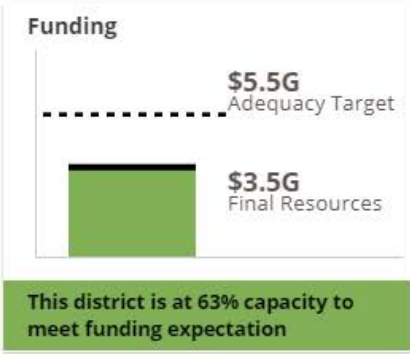 Funding
$5.5G
Adequacy Target
$3.5G
Final Resources
This district is at 63% capacity to
meet funding expectation